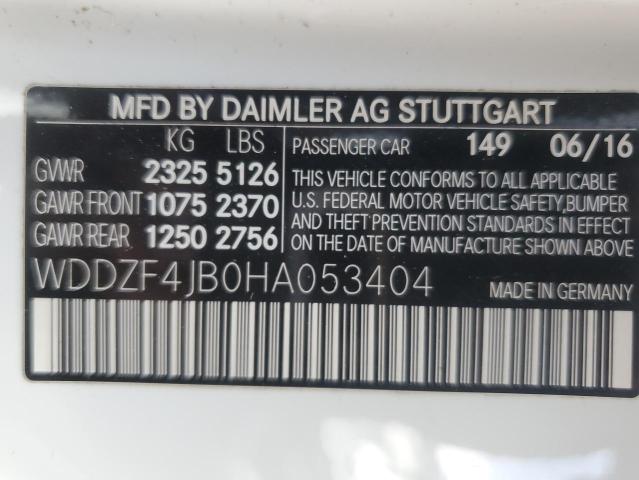 MFD BY DAIMLER AG STUTTGART
KG LBS
GVWR 2325 5126
GAWR FRONT 1075 2370
GAWR REAR 1250 2756
PASSENGER CAR 149 06/16
THIS VEHICLE CONFORMS TO ALL APPLICABLE
U.S. FEDERAL MOTOR VEHICLE SAFETY, BUMPER
AND THEFT PREVENTION STANDARDS IN EFFECT
ON THE DATE OF MANUFACTURE SHOWN ABOVE
WDDZF4JB0HA053404 MADE IN GERMANY